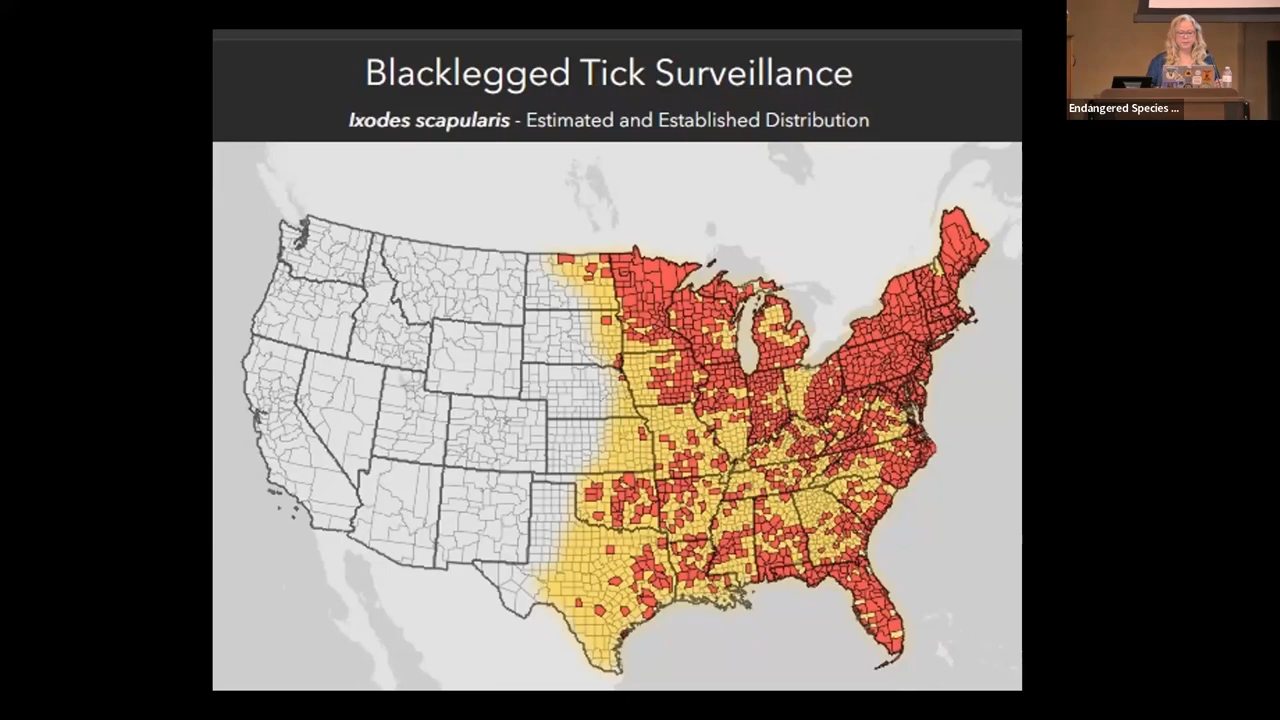 Blacklegged Tick Surveillance
Ixodes scapularis - Estimated and Established Distribution
Endangered Species ...